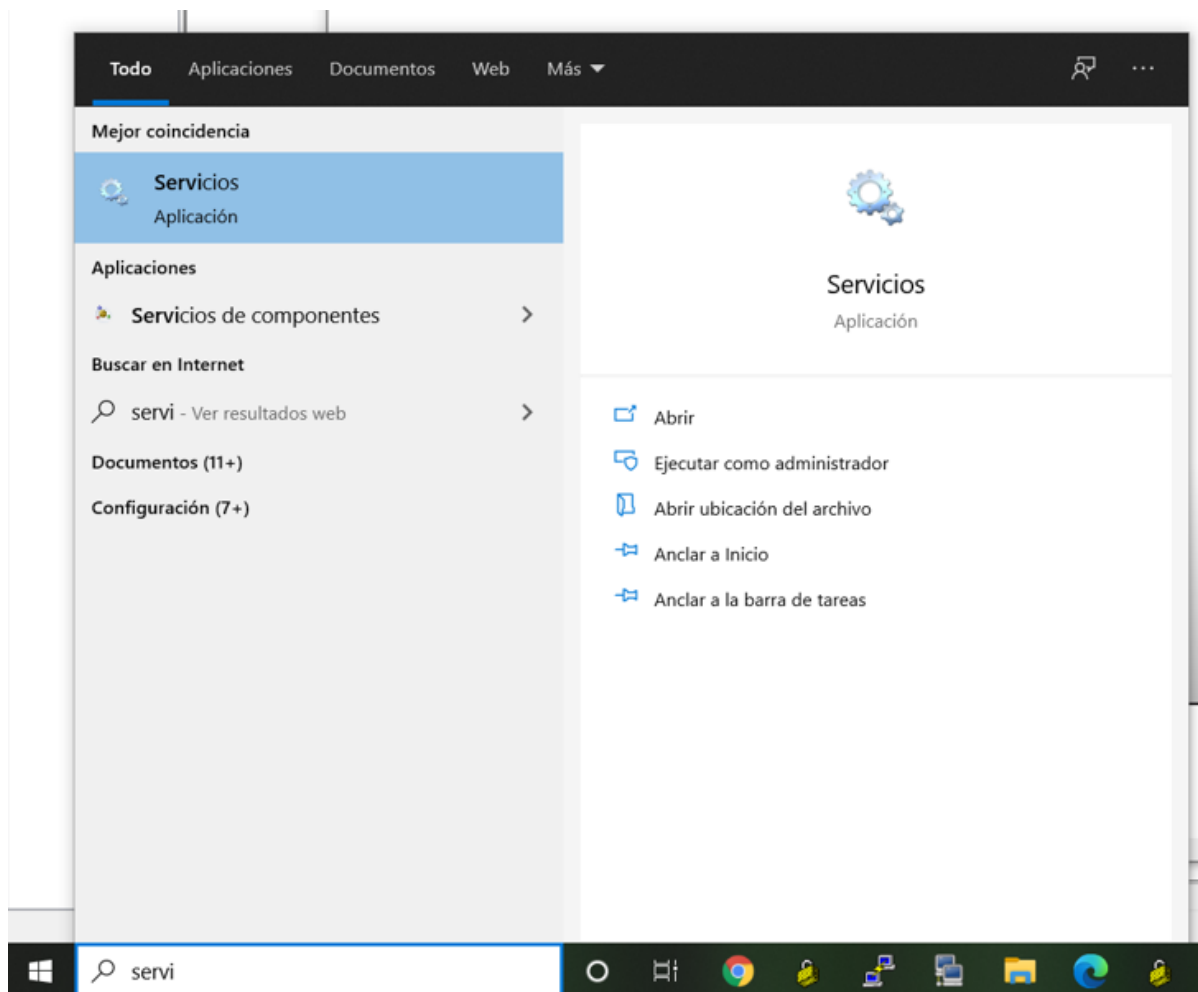 Todo Aplicaciones Documentos Web Más
Mejor coincidencia
Servicios
Aplicación
Aplicaciones
Servicios de componentes
Buscar en Internet
servi - Ver resultados web
Documentos (11+)
Configuración (7+)
Servicios
Aplicación
Abrir
Ejecutar como administrador
Abrir ubicación del archivo
Anclar a Inicio
Anclar a la barra de tareas
servi